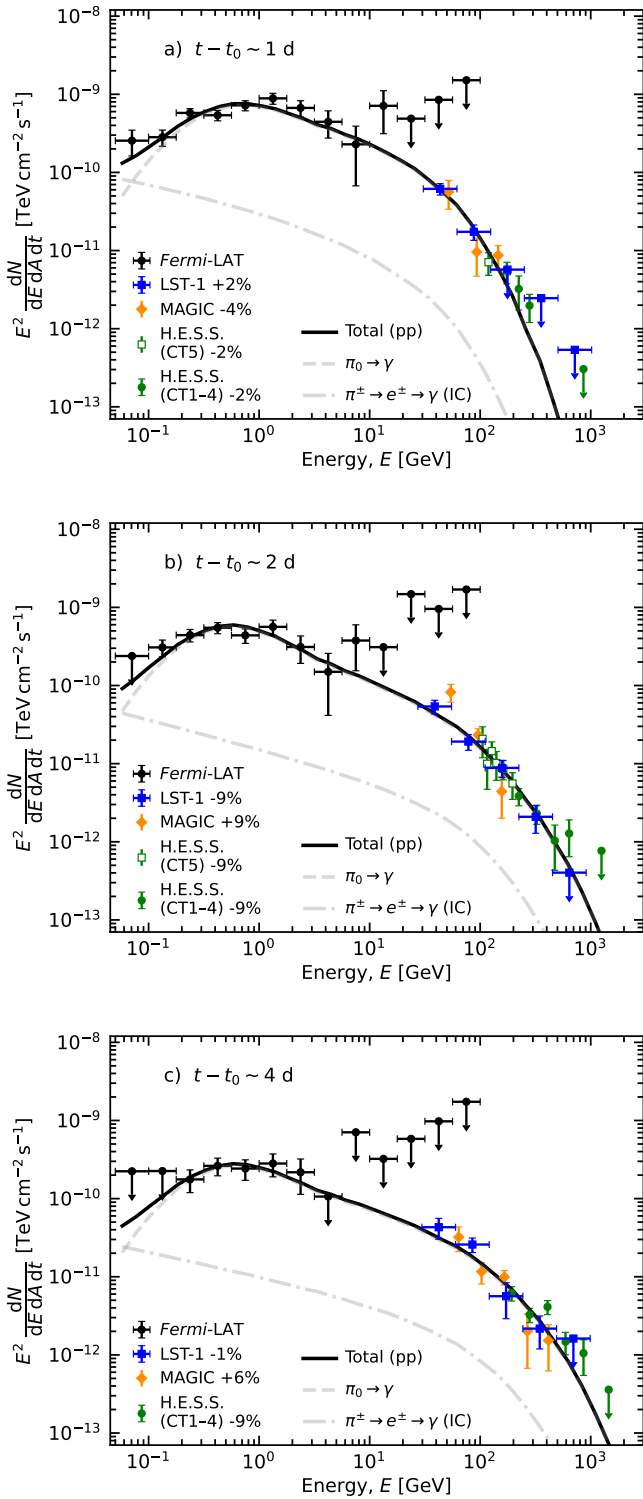 10⁻⁸
10⁻⁹
10⁻¹⁰
10⁻¹¹
10⁻¹²
10⁻¹³
E² dN/dE dA dt [TeV cm⁻² s⁻¹]
a) t − t₀ ~ 1 d
Fermi-LAT
LST-1 +2%
MAGIC -4%
H.E.S.S.
(CT5) -2%
H.E.S.S.
(CT1–4) -2%
Total (pp)
π₀ → γ
π± → e± → γ (IC)
10⁻¹ 10⁰ 10¹ 10² 10³
Energy, E [GeV]
10⁻⁸
10⁻⁹
10⁻¹⁰
10⁻¹¹
10⁻¹²
10⁻¹³
E² dN/dE dA dt [TeV cm⁻² s⁻¹]
b) t − t₀ ~ 2 d
Fermi-LAT
LST-1 -9%
MAGIC +9%
H.E.S.S.
(CT5) -9%
H.E.S.S.
(CT1–4) -9%
Total (pp)
π₀ → γ
π± → e± → γ (IC)
10⁻¹ 10⁰ 10¹ 10² 10³
Energy, E [GeV]
10⁻⁸
10⁻⁹
10⁻¹⁰
10⁻¹¹
10⁻¹²
10⁻¹³
E² dN/dE dA dt [TeV cm⁻² s⁻¹]
c) t − t₀ ~ 4 d
Fermi-LAT
LST-1 -1%
MAGIC +6%
H.E.S.S.
(CT1–4) -9%
Total (pp)
π₀ → γ
π± → e± → γ (IC)
10⁻¹ 10⁰ 10¹ 10² 10³
Energy, E [GeV]